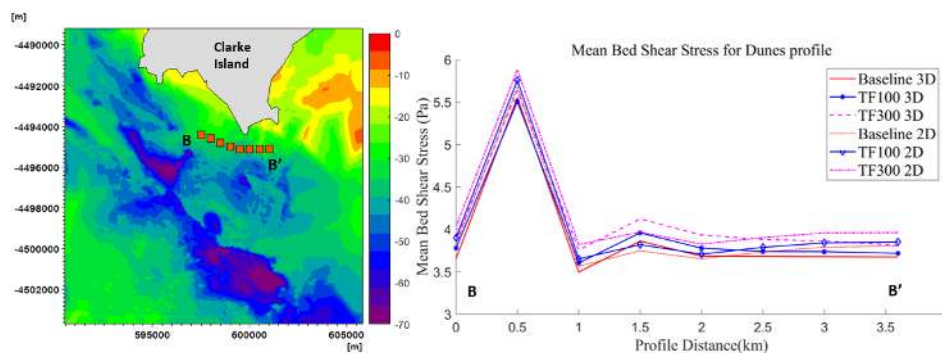 [m]
-4490000
-4492000
-4494000
-4496000
-4498000
-4500000
-4502000
595000
600000
605000
[m]
Clarke
Island
B
B'
0
-10
-20
-30
-40
-50
-60
-70
Mean Bed Shear Stress for Dunes profile
Mean Bed Shear Stress (Pa)
6
5.5
5
4.5
4
3.5
3
Baseline 3D
TF100 3D
TF300 3D
Baseline 2D
TF100 2D
TF300 2D
B
B'
0
0.5
1
1.5
2
2.5
3
3.5
Profile Distance(km)